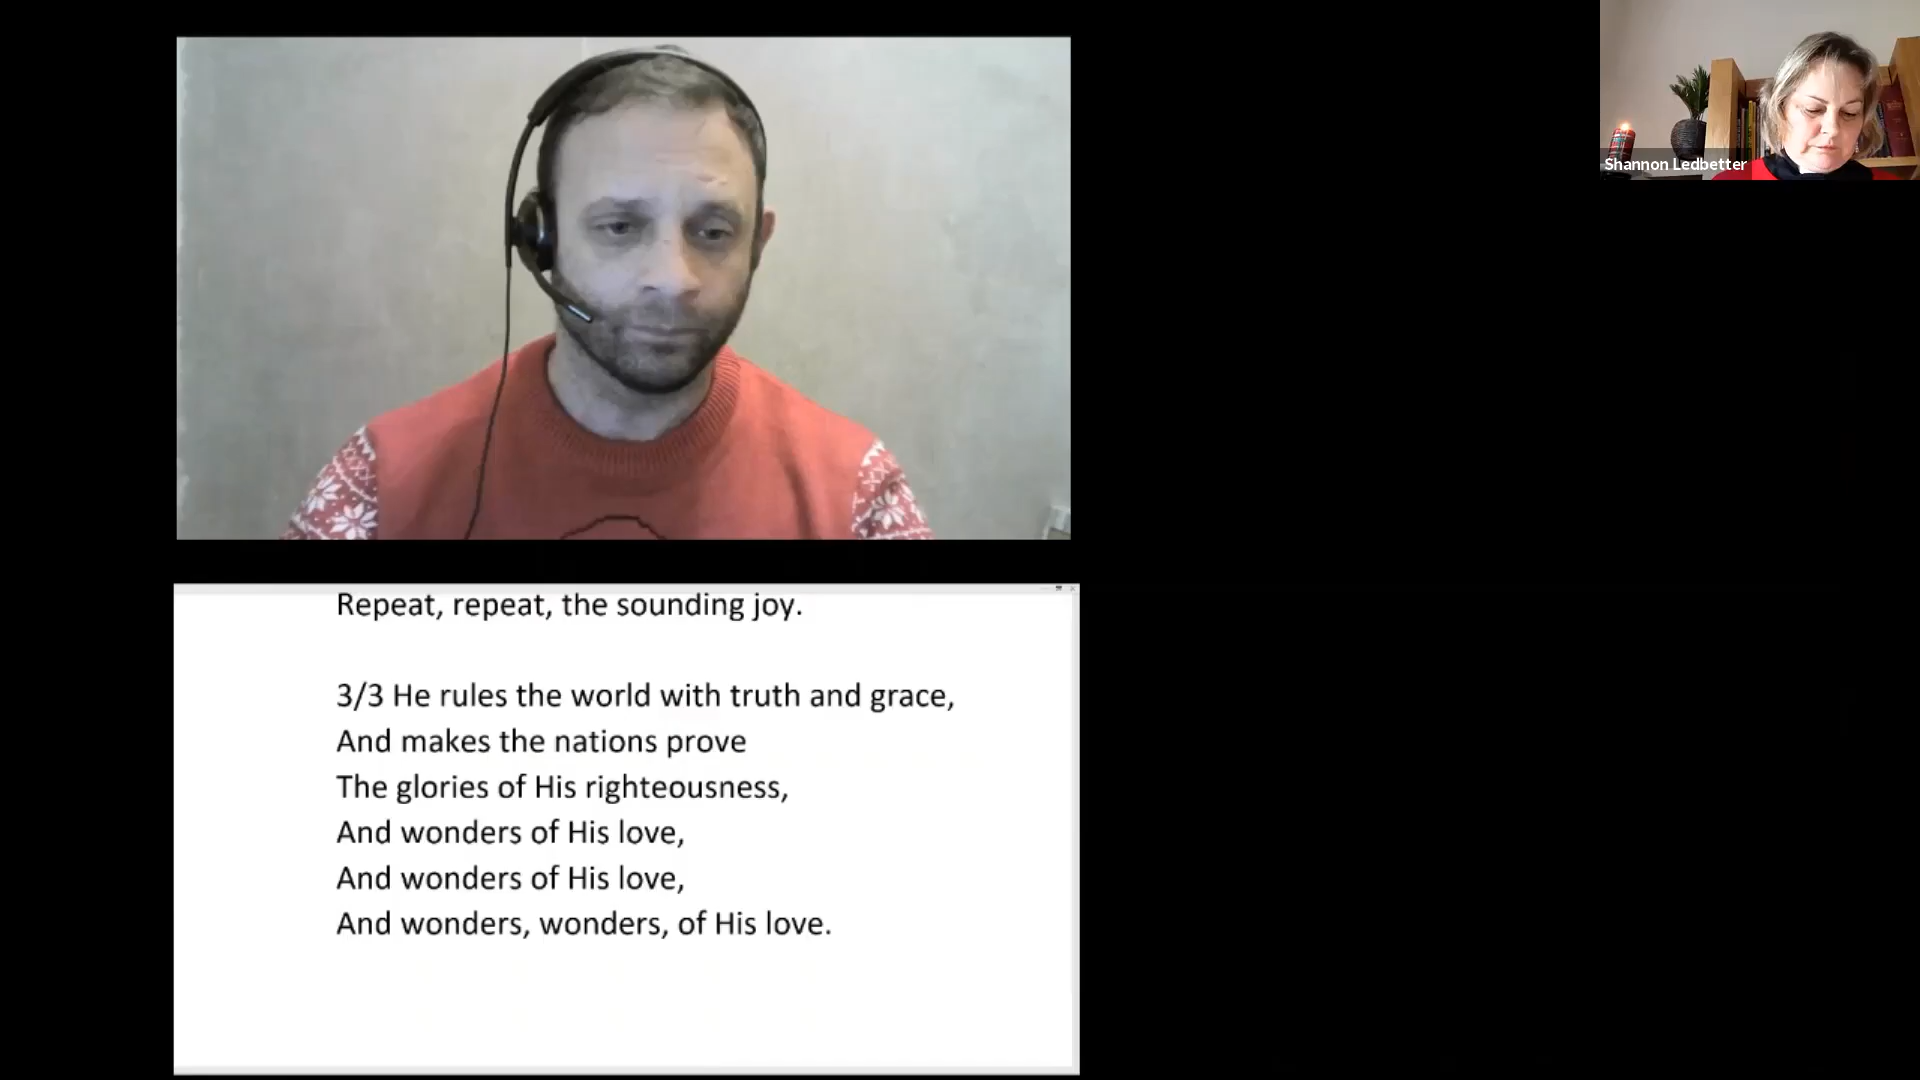 Shannon Ledbetter
Repeat, repeat, the sounding joy.
3/3 He rules the world with truth and grace,
And makes the nations prove
The glories of His righteousness,
And wonders of His love,
And wonders of His love,
And wonders, wonders, of His love.